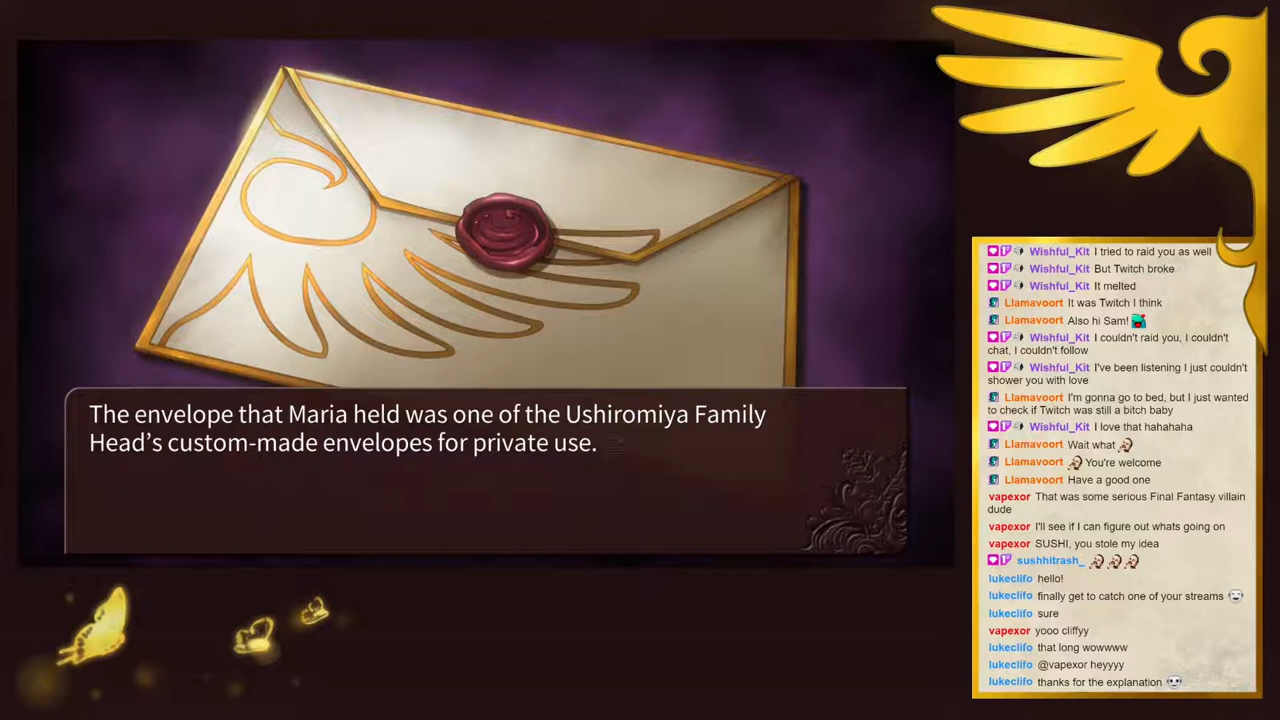 The envelope that Maria held was one of the Ushiromiya Family
Head’s custom-made envelopes for private use.
Wishful_Kit I tried to raid you as well
Wishful_Kit But Twitch broke
Wishful_Kit It melted
Llamavoort It was Twitch I think
Llamavoort Also hi Sam!
Wishful_Kit I couldn't raid you, I couldn't
chat, I couldn't follow
Wishful_Kit I've been listening I just couldn't
shower you with love
Llamavoort I'm gonna go to bed, but I just wanted
to check if Twitch was still a bitch baby
Wishful_Kit I love that hahahaha
Llamavoort Wait what
Llamavoort You're welcome
Llamavoort Have a good one
vapexor That was some serious Final Fantasy villain
dude
vapexor I'll see if I can figure out whats going on
vapexor SUSHI, you stole my idea
sushhitrash_
lukeclifo hello!
lukeclifo finally get to catch one of your streams
lukeclifo sure
vapexor yooo cliffyy
lukeclifo that long wowwww
lukeclifo @vapexor heyyyy
lukeclifo thanks for the explanation